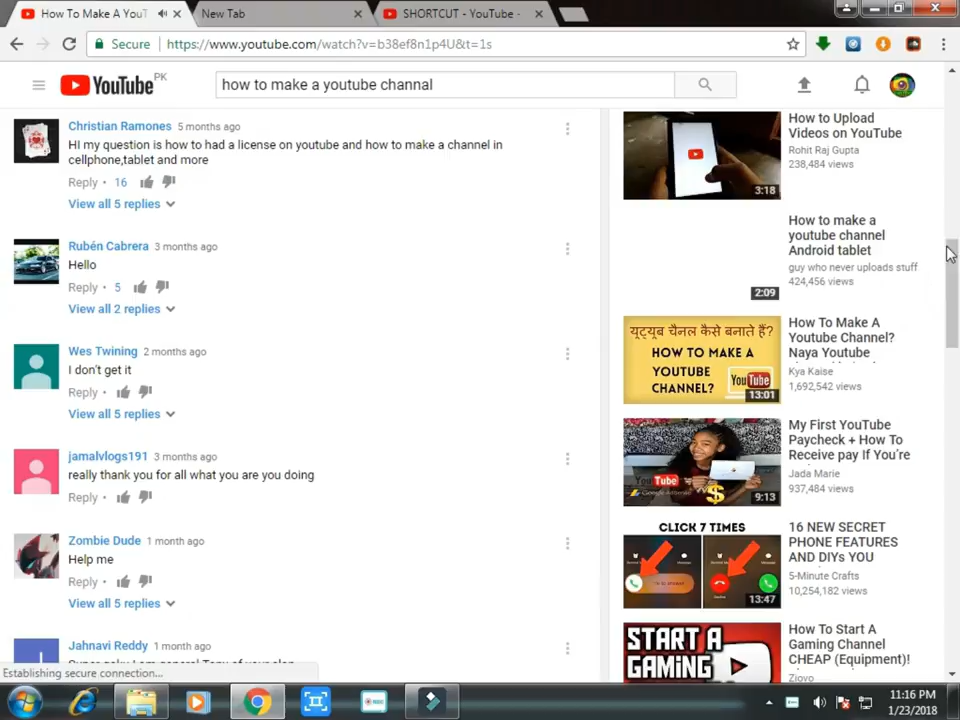 How To Make A YouT
New Tab
SHORTCUT - YouTube -
Secure
https://www.youtube.com/watch?v=b38ef8n1p4U&t=1s
YouTube PK
how to make a youtube channal
Christian Ramones 5 months ago
HI my question is how to had a license on youtube and how to make a channel in
cellphone,tablet and more
Reply • 16
View all 5 replies
Rubén Cabrera 3 months ago
Hello
Reply • 5
View all 2 replies
Wes Twining 2 months ago
I don't get it
Reply •
View all 5 replies
jamalvlogs191 3 months ago
really thank you for all what you are you doing
Reply •
Zombie Dude 1 month ago
Help me
Reply •
View all 5 replies
Jahnavi Reddy 1 month ago
Establishing secure connection...
3:18
How to Upload
Videos on YouTube
Rohit Raj Gupta
238,484 views
2:09
How to make a
youtube channel
Android tablet
guy who never uploads stuff
424,456 views
यूट्यूब चैनल कैसे बनाते हैं?
HOW TO MAKE A
YOUTUBE
CHANNEL?
You Tube
13:01
How To Make A
Youtube Channel?
Naya Youtube
Kya Kaise
1,692,542 views
You Tube
Google AdSense
$
9:13
My First YouTube
Paycheck + How To
Receive pay If You're
Jada Marie
937,484 views
CLICK 7 TIMES
13:47
16 NEW SECRET
PHONE FEATURES
AND DIYs YOU
5-Minute Crafts
10,254,182 views
START A
GAMING
How To Start A
Gaming Channel
CHEAP (Equipment)!
Ziovo
11:16 PM
1/23/2018